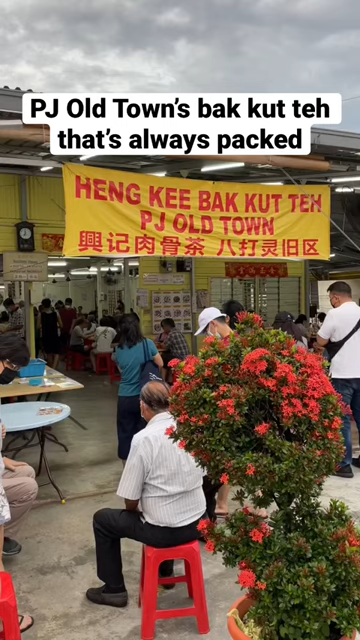 PJ Old Town's bak kut teh
that's always packed
HENG KEE BAK KUT TEH
PJ OLD TOWN
興记肉骨茶 八打灵旧区